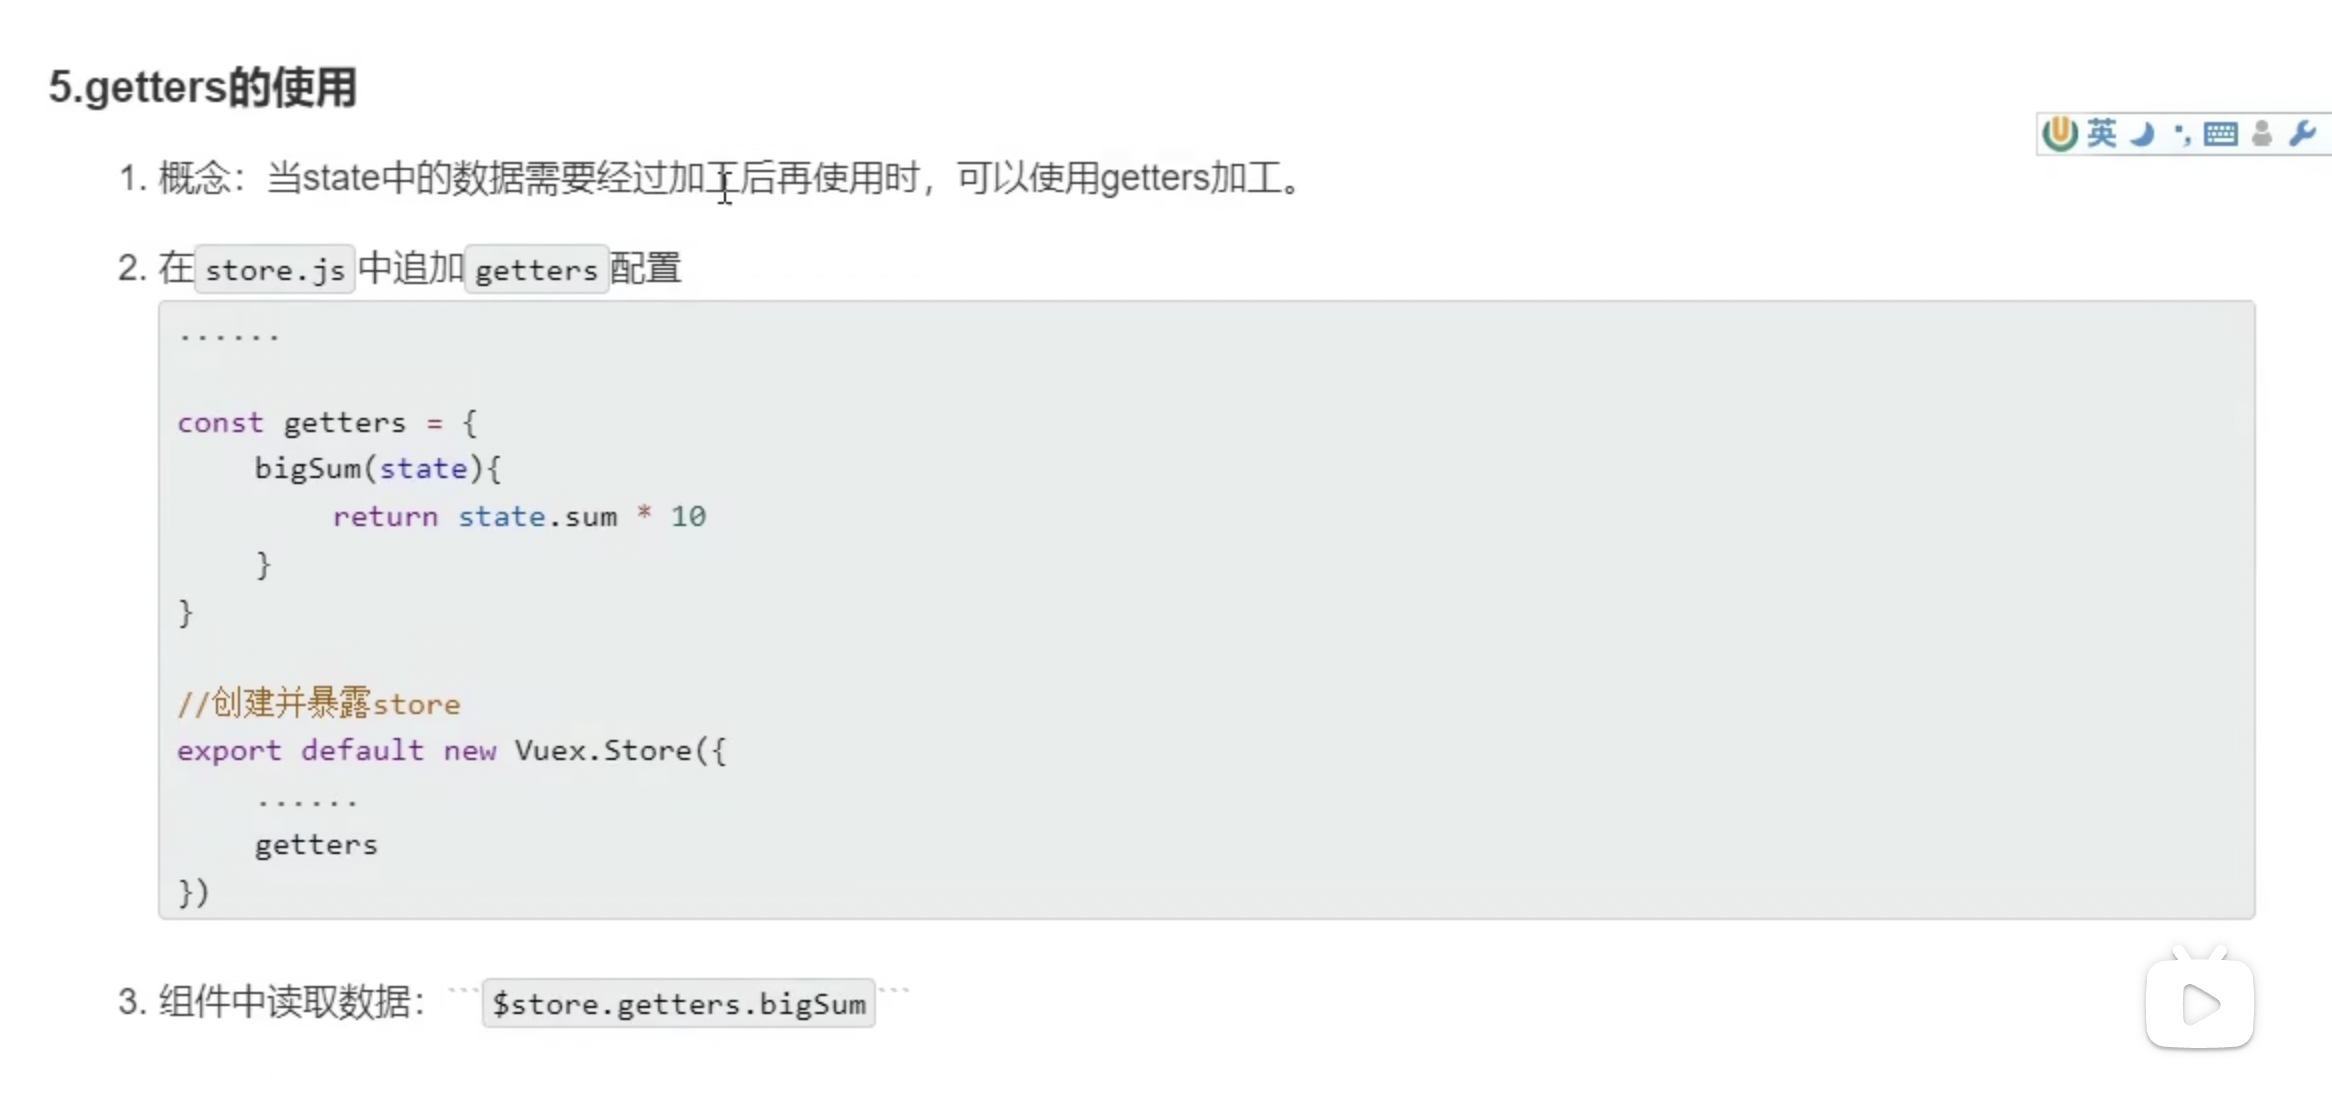 5.getters的使用
英
1. 概念：当state中的数据需要经过加工后再使用时，可以使用getters加工。
2. 在store.js中追加getters配置
......
const getters = {
bigSum(state){
return state.sum * 10
}
}
//创建并暴露store
export default new Vuex.Store({
......
getters
})
3. 组件中读取数据：```$store.getters.bigSum```